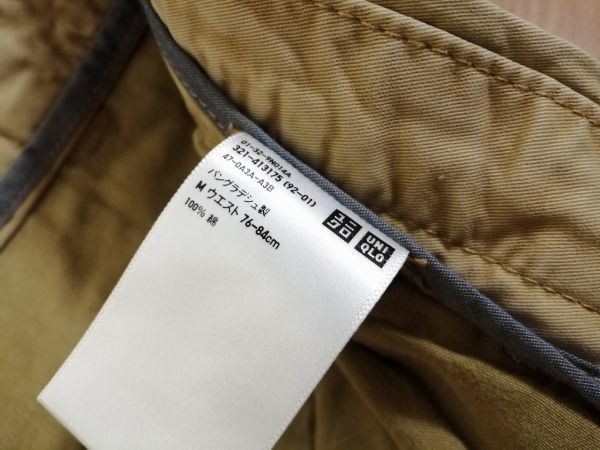 01-32-9N014A
321-413175 (92-01)
47-0A3A-A3B
バングラデシュ製
M ウエスト 76-84cm
100% 綿
ユニ
クロ
UNI
QLO